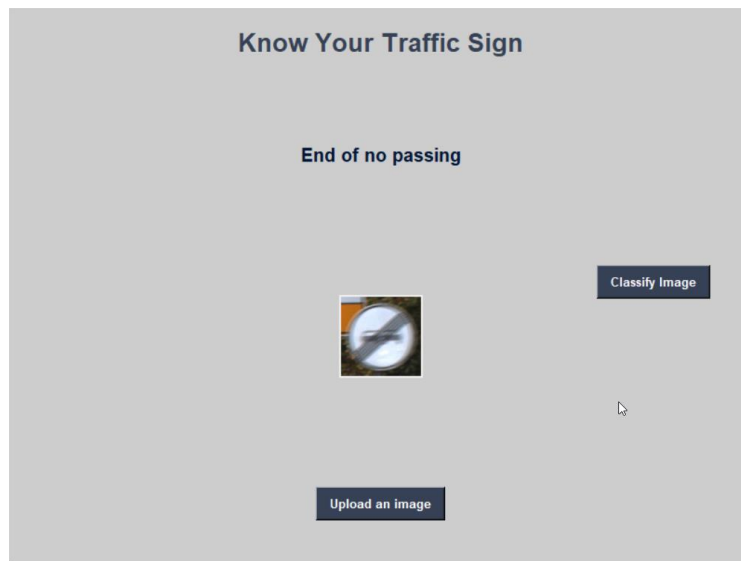 Know Your Traffic Sign
End of no passing
Classify Image
Upload an image